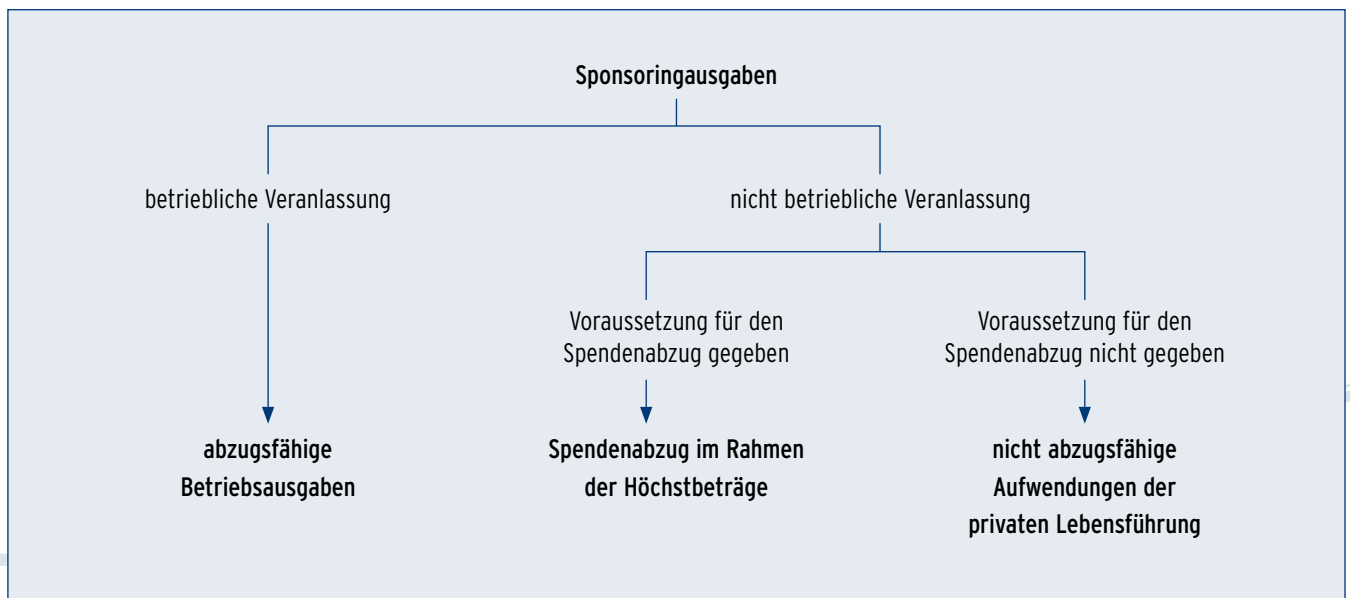 Sponsoringausgaben
betriebliche Veranlassung
nicht betriebliche Veranlassung
Voraussetzung für den
Spendenabzug gegeben
Voraussetzung für den
Spendenabzug nicht gegeben
abzugsfähige
Betriebsausgaben
Spendenabzug im Rahmen
der Höchstbeträge
nicht abzugsfähige
Aufwendungen der
privaten Lebensführung